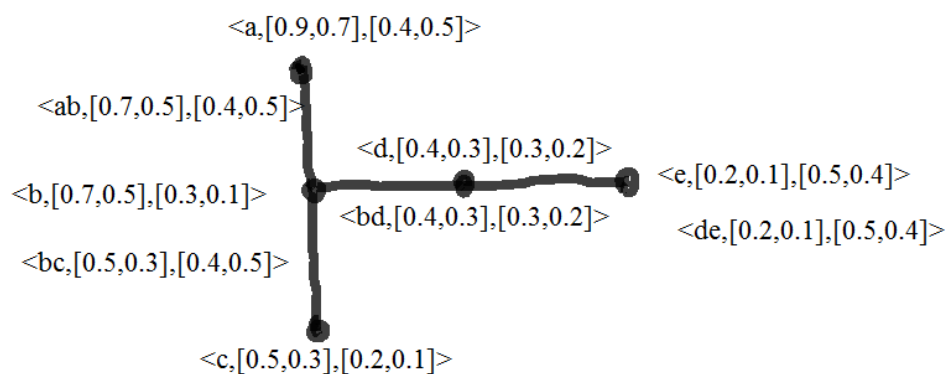 <a,[0.9,0.7],[0.4,0.5]>
<ab,[0.7,0.5],[0.4,0.5]>
<d,[0.4,0.3],[0.3,0.2]>
<e,[0.2,0.1],[0.5,0.4]>
<b,[0.7,0.5],[0.3,0.1]>
<bd,[0.4,0.3],[0.3,0.2]>
<de,[0.2,0.1],[0.5,0.4]>
<bc,[0.5,0.3],[0.4,0.5]>
<c,[0.5,0.3],[0.2,0.1]>